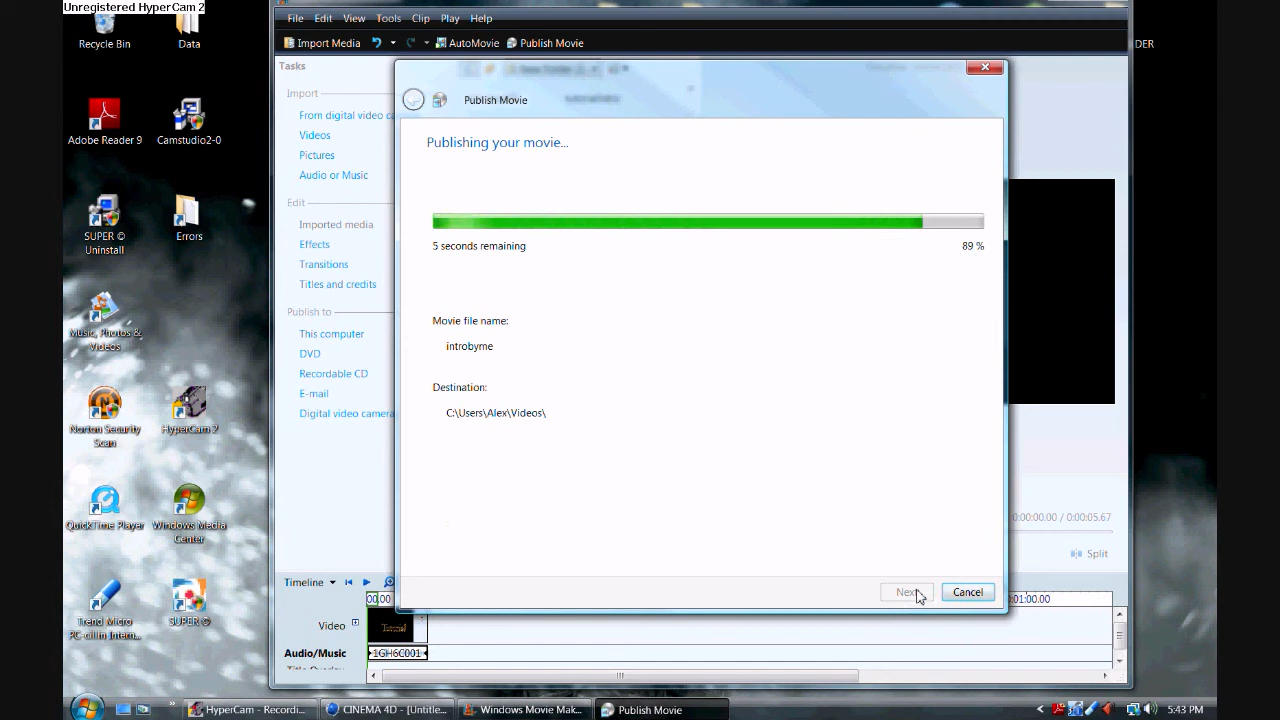 Unregistered HyperCam 2
Recycle Bin
Data
DER
Adobe Reader 9
Camstudio2-0
SUPER ©
Uninstall
Errors
Music, Photos &
Videos
Norton Security
Scan
HyperCam 2
QuickTime Player
Windows Media
Center
Trend Micro
PC-cillin Intern...
SUPER ©
File Edit View Tools Clip Play Help
Import Media AutoMovie Publish Movie
Tasks
Import
From digital video ca
Videos
Pictures
Audio or Music
Edit
Imported media
Effects
Transitions
Titles and credits
Publish to
This computer
DVD
Recordable CD
E-mail
Digital video camera
Publish Movie
Publishing your movie...
5 seconds remaining
89 %
Movie file name:
introbyme
Destination:
C:\Users\Alex\Videos\
Next Cancel
0:00:00.00 / 0:00:05.67
Split
Timeline
00.00
0:01:00.00
Video
Tutorial
Audio/Music
1GH6C001
Title Overlay
HyperCam - Recordi...
CINEMA 4D - [Untitle...
Windows Movie Mak...
Publish Movie
5:43 PM